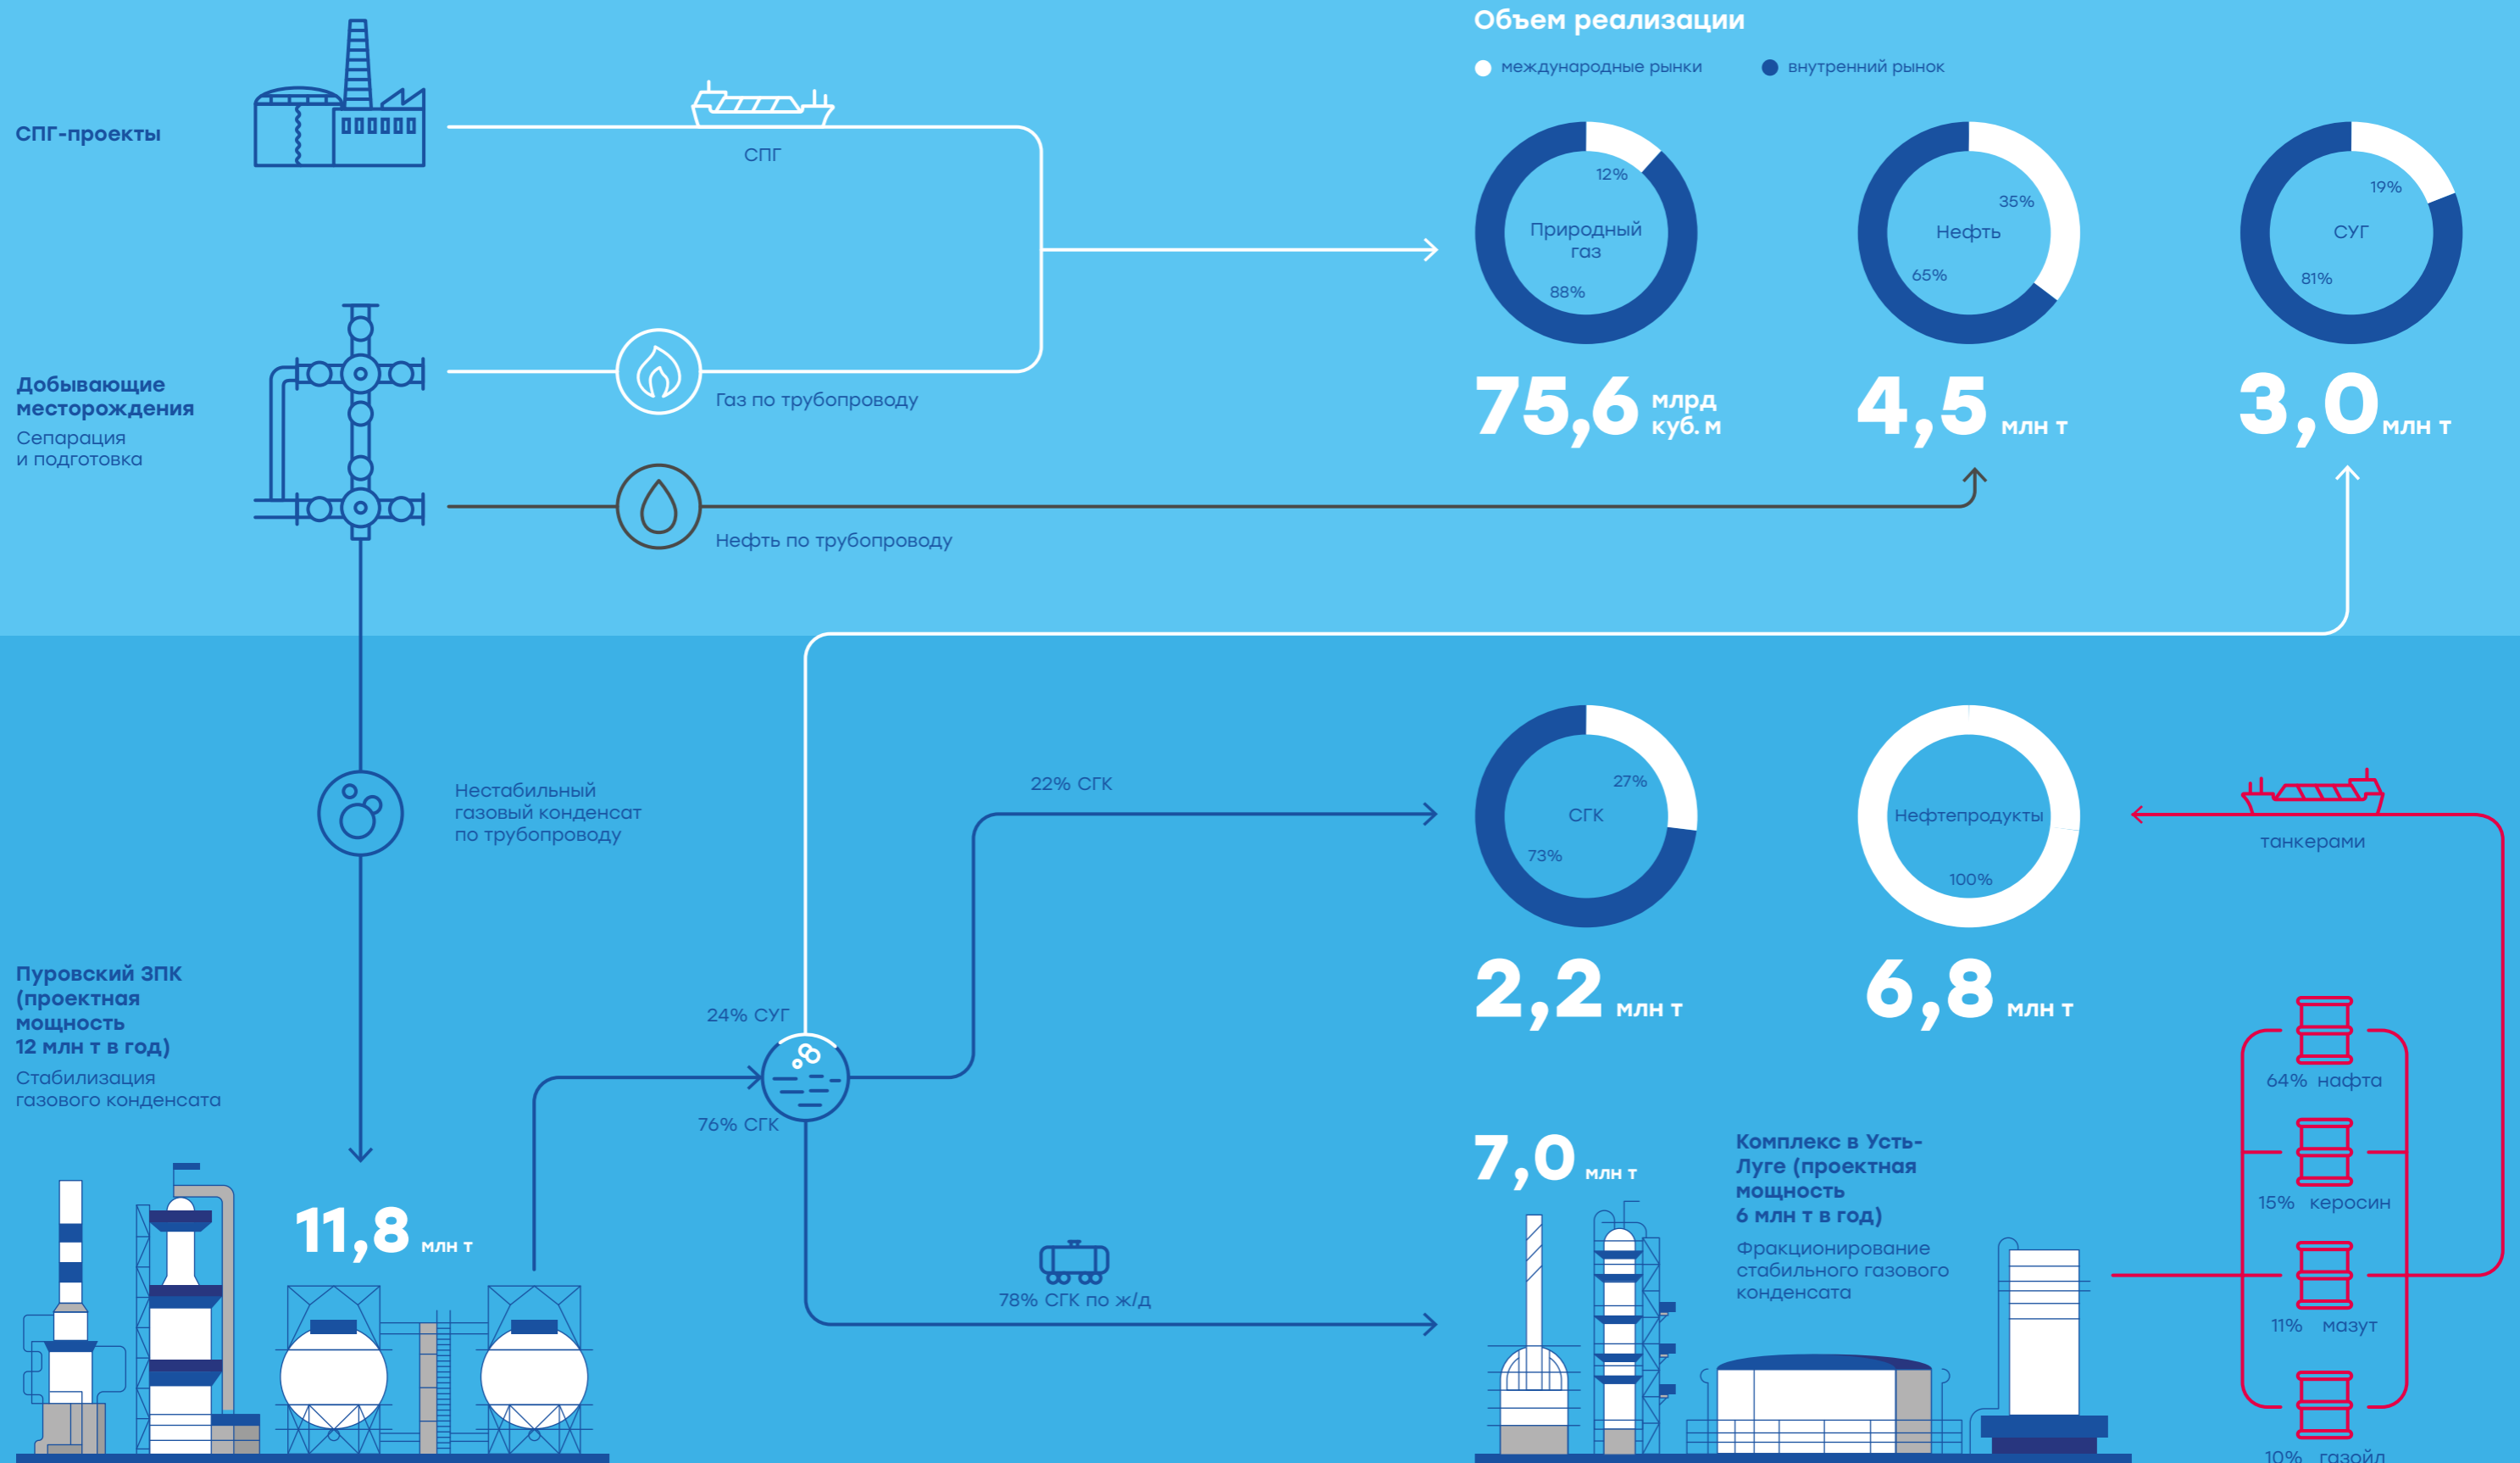 Объем реализации
международные рынки
внутренний рынок
СПГ-проекты
СПГ
12%
Природный
газ
88%
35%
Нефть
65%
19%
СУГ
81%
75,6 млрд
куб. м
4,5 млн т
3,0 млн т
Добывающие
месторождения
Сепарация
и подготовка
Газ по трубопроводу
Нефть по трубопроводу
Нестабильный
газовый конденсат
по трубопроводу
22% СГК
27%
СГК
73%
Нефтепродукты
100%
танкерами
2,2 млн т
6,8 млн т
Пуровский ЗПК
(проектная
мощность
12 млн т в год)
Стабилизация
газового конденсата
24% СУГ
76% СГК
11,8 млн т
78% СГК по ж/д
7,0 млн т
Комплекс в Усть-
Луге (проектная
мощность
6 млн т в год)
Фракционирование
стабильного газового
конденсата
64% нафта
15% керосин
11% мазут
10% газойл